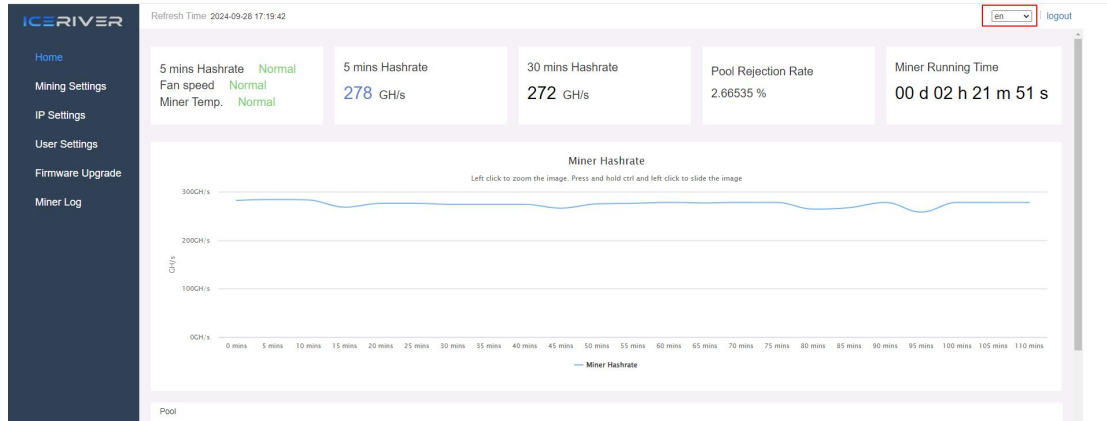 ICERIVER
Refresh Time 2024-09-28 17:19:42
en
logout
Home
Mining Settings
IP Settings
User Settings
Firmware Upgrade
Miner Log
5 mins Hashrate Normal
Fan speed Normal
Miner Temp. Normal
5 mins Hashrate
278 GH/s
30 mins Hashrate
272 GH/s
Pool Rejection Rate
2.66535 %
Miner Running Time
00 d 02 h 21 m 51 s
Miner Hashrate
Left click to zoom the image. Press and hold ctrl and left click to slide the image
300GH/s
200GH/s
100GH/s
0GH/s
GH/s
0 mins 5 mins 10 mins 15 mins 20 mins 25 mins 30 mins 35 mins 40 mins 45 mins 50 mins 55 mins 60 mins 65 mins 70 mins 75 mins 80 mins 85 mins 90 mins 95 mins 100 mins 105 mins 110 mins
Miner Hashrate
Pool